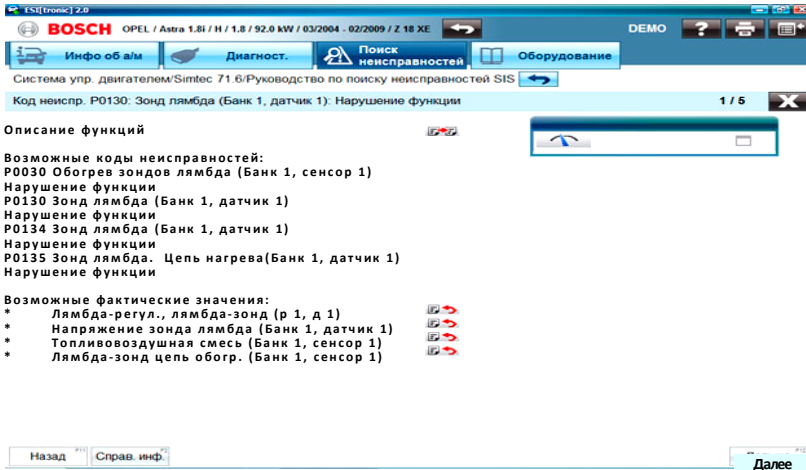 ESI[tronic] 2.0
BOSCH OPEL / Astra 1.8i / H / 1.8 / 92.0 kW / 03/2004 - 02/2009 / Z 18 XE DEMO ?
Инфо об а/м Диагност. Поиск неисправностей Оборудование
Система упр. двигателем/Simtec 71.6/Руководство по поиску неисправностей SIS
Код неиспр. P0130: Зонд лямбда (Банк 1, датчик 1): Нарушение функции 1 / 5 X
Описание функций
Возможные коды неисправностей:
P0030 Обогрев зондов лямбда (Банк 1, сенсор 1)
Нарушение функции
P0130 Зонд лямбда (Банк 1, датчик 1)
Нарушение функции
P0134 Зонд лямбда (Банк 1, датчик 1)
Нарушение функции
P0135 Зонд лямбда. Цепь нагрева(Банк 1, датчик 1)
Нарушение функции
Возможные фактические значения:
* Лямбда-регул., лямбда-зонд (р 1, д 1)
* Напряжение зонда лямбда (Банк 1, датчик 1)
* Топливовоздушная смесь (Банк 1, сенсор 1)
* Лямбда-зонд цепь обогр. (Банк 1, сенсор 1)
Назад Справ. инф. Далее